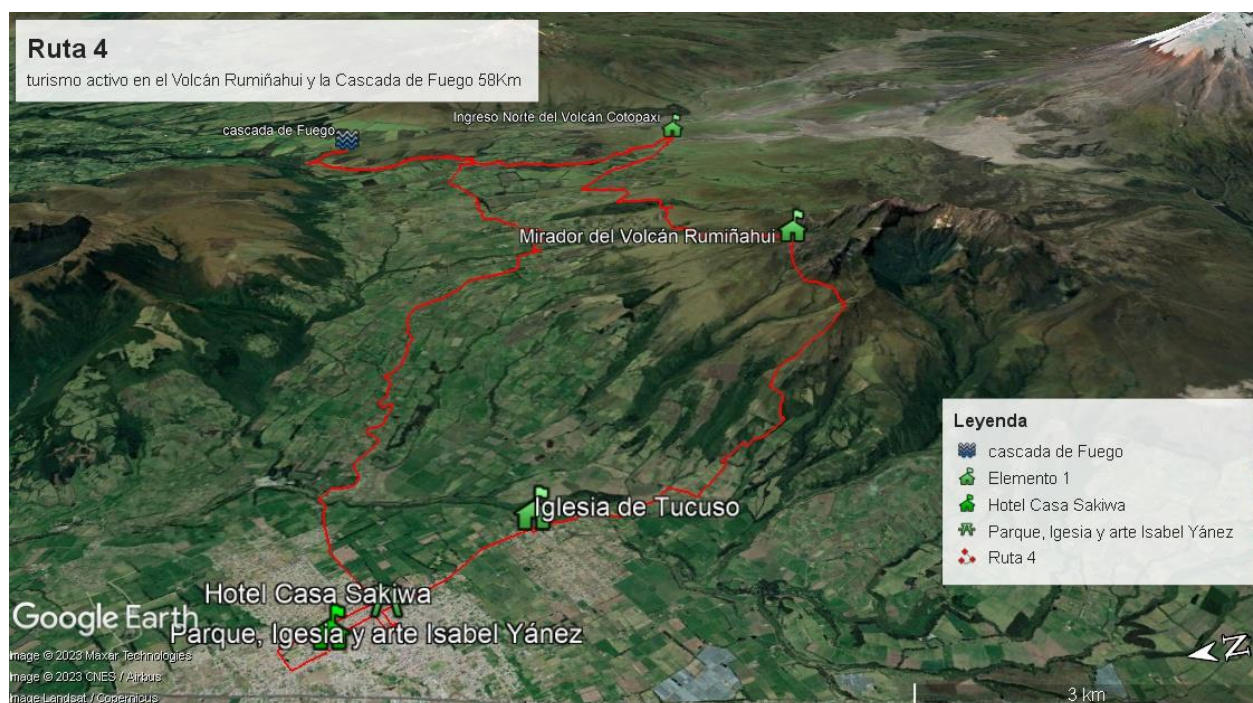 Ruta 4
turismo activo en el Volcán Rumiñahui y la Cascada de Fuego 58Km
Ingreso Norte del Volcán Cotopaxi
cascada de Fuego
Mirador del Volcán Rumiñahui
Iglesia de Tucuso
Hotel Casa Sakiwa
Parque, Igesia y arte Isabel Yánez
Leyenda
cascada de Fuego
Elemento 1
Hotel Casa Sakiwa
Parque, Igesia y arte Isabel Yánez
Ruta 4
Google Earth
Image © 2023 Maxar Technologies
Image © 2023 CNES / Airbus
Image Landsat / Copernicus
N
3 km